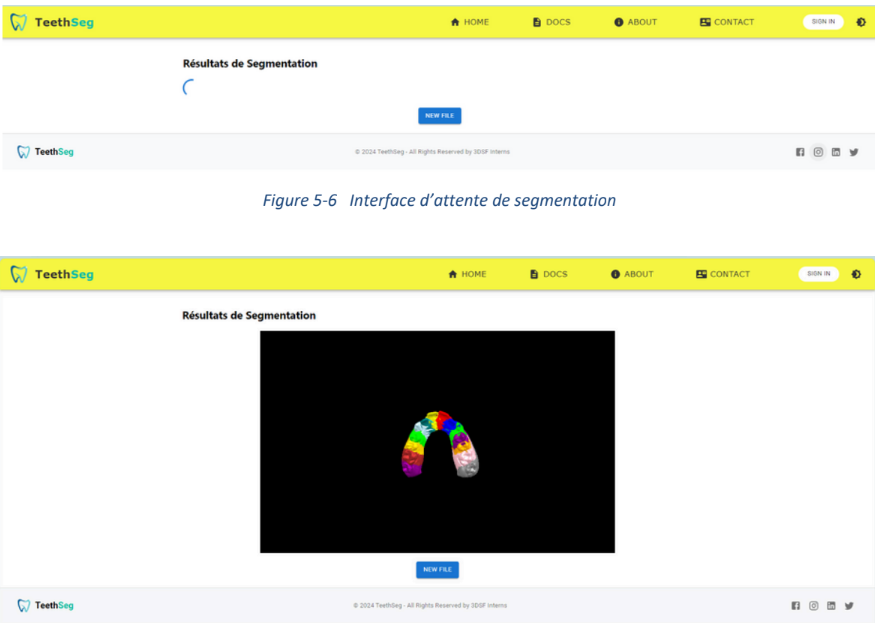 TeethSeg HOME DOCS ABOUT CONTACT SIGN IN
Résultats de Segmentation
NEW FILE
TeethSeg © 2024 TeethSeg - All Rights Reserved by 3DSF Interns
Figure 5-6 Interface d’attente de segmentation
TeethSeg HOME DOCS ABOUT CONTACT SIGN IN
Résultats de Segmentation
NEW FILE
TeethSeg © 2024 TeethSeg - All Rights Reserved by 3DSF Interns